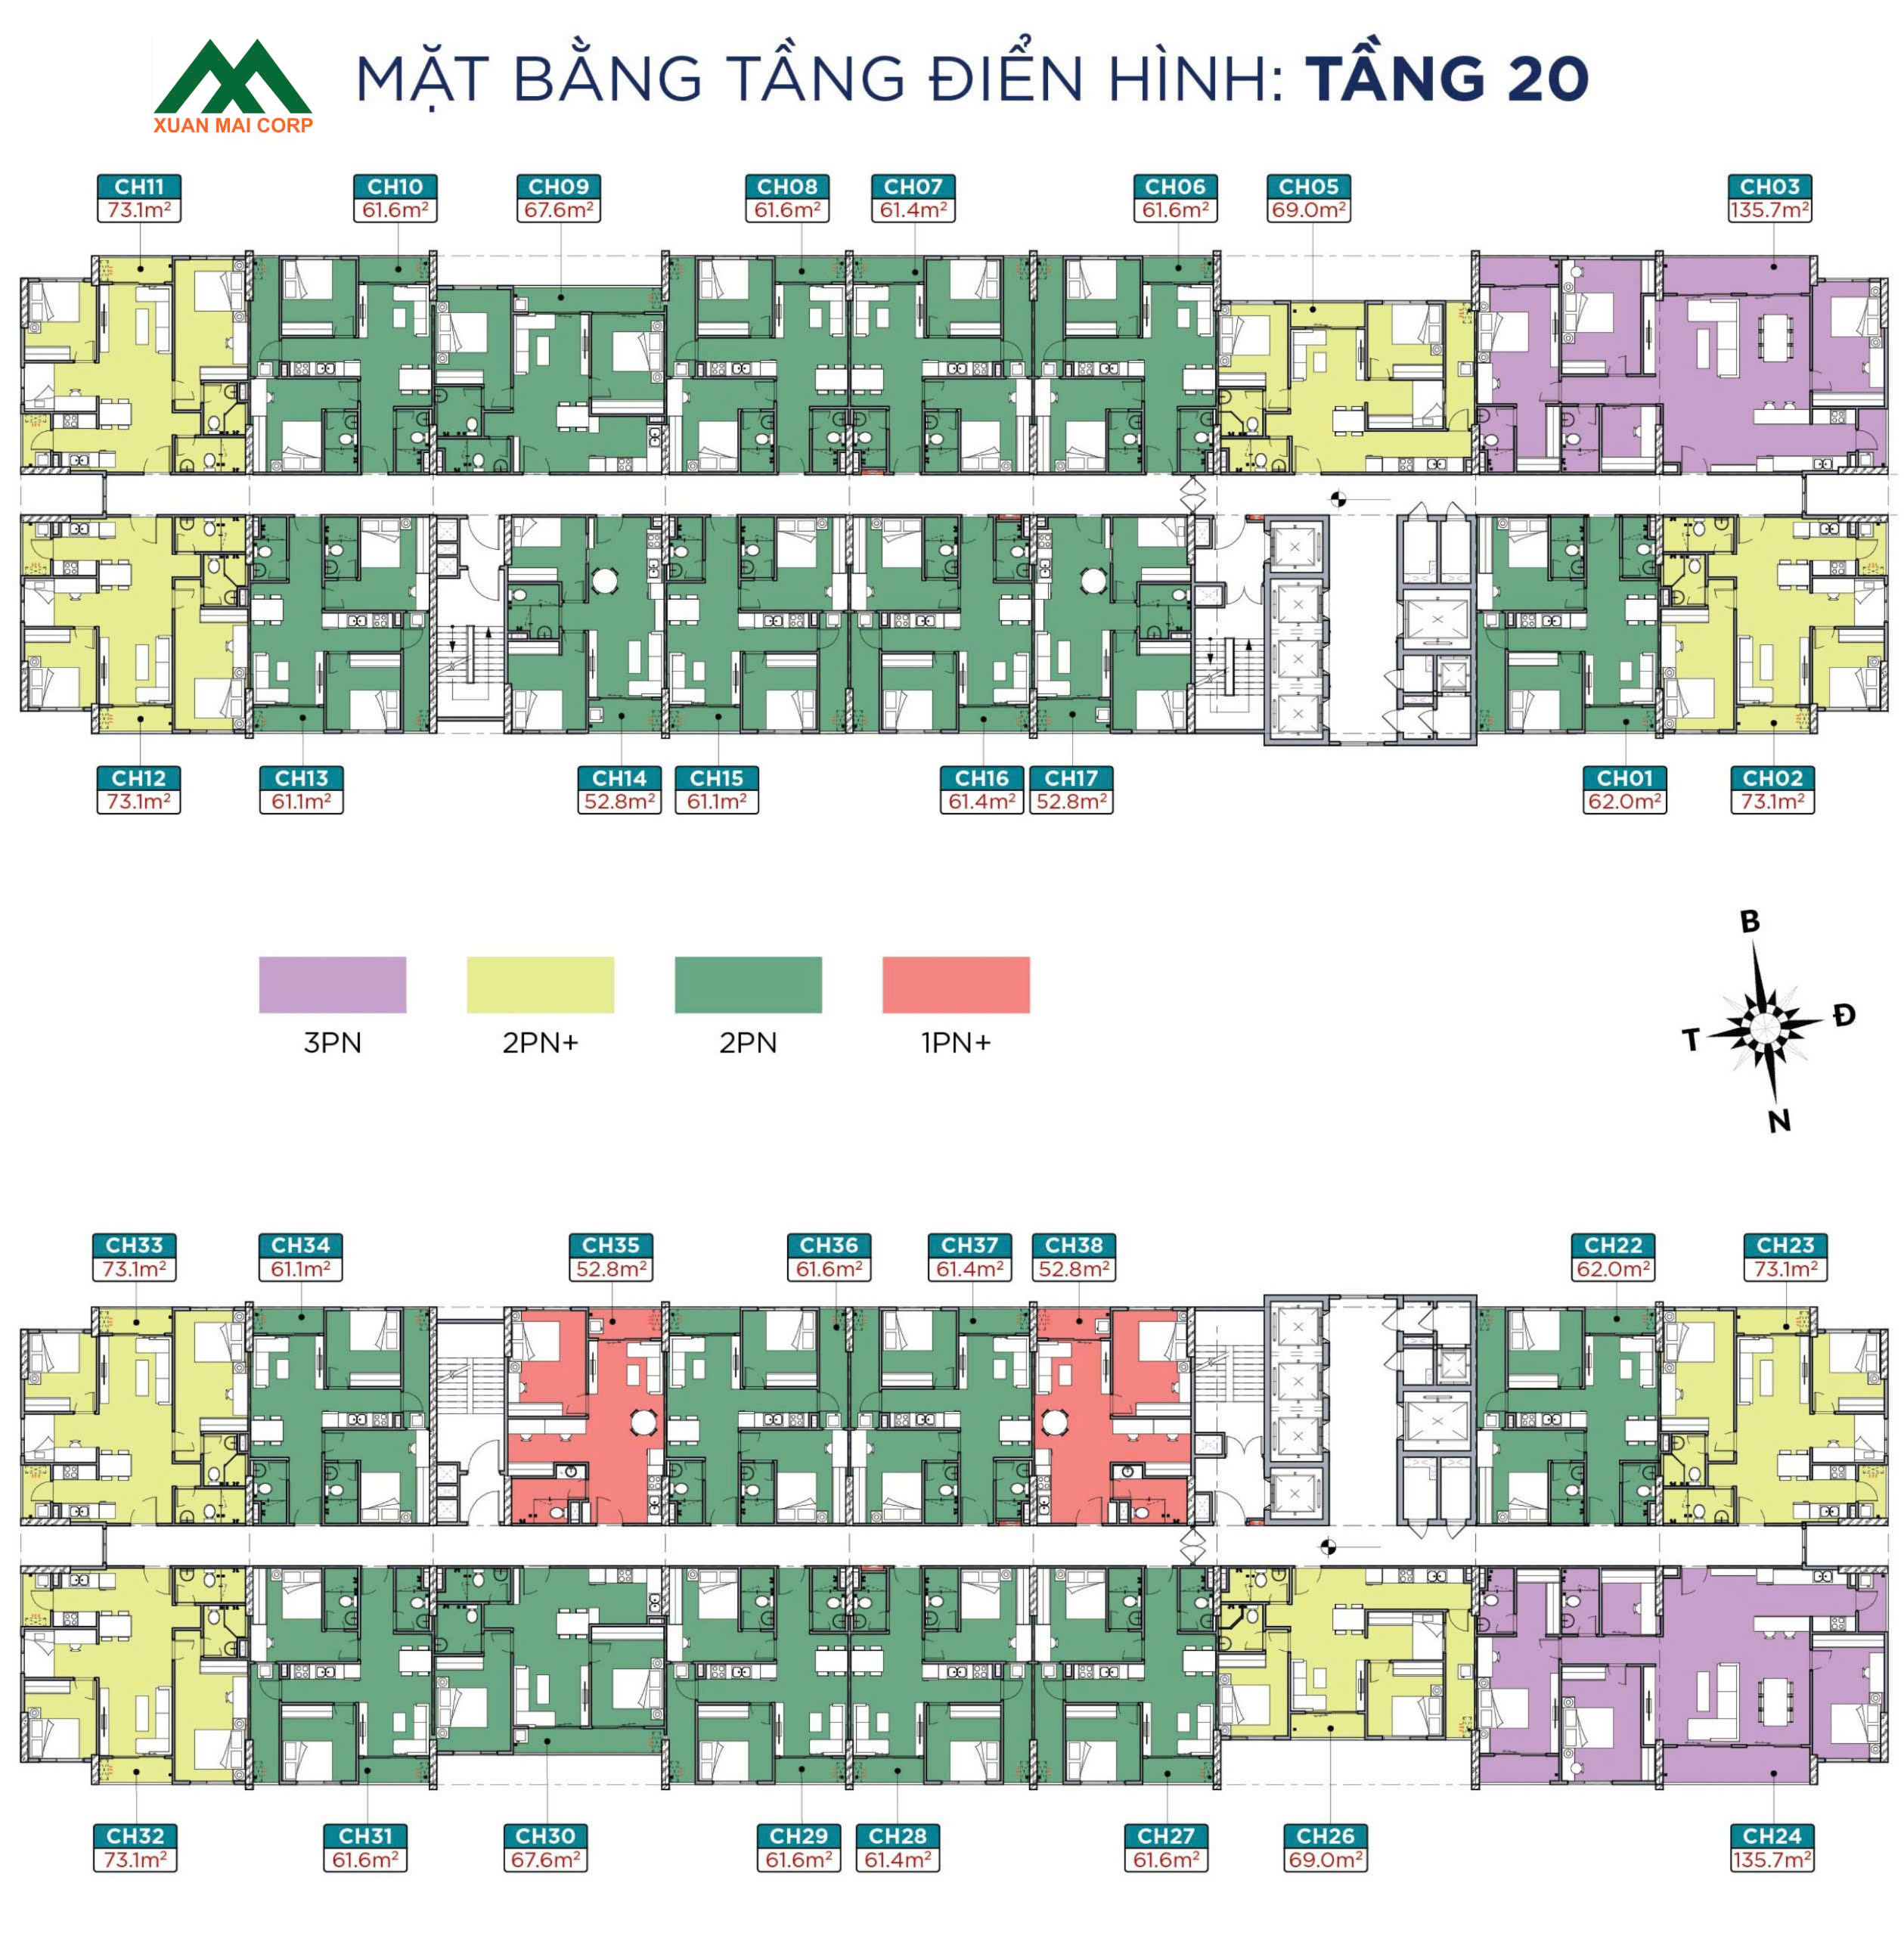 XUAN MAI CORP
MẶT BẰNG TẦNG ĐIỂN HÌNH: TẦNG 20
CH11
73.1m²
CH10
61.6m²
CH09
67.6m²
CH08
61.6m²
CH07
61.4m²
CH06
61.6m²
CH05
69.0m²
CH03
135.7m²
CH12
73.1m²
CH13
61.1m²
CH14
52.8m²
CH15
61.1m²
CH16
61.4m²
CH17
52.8m²
CH01
62.0m²
CH02
73.1m²
3PN
2PN+
2PN
1PN+
B
Đ
T
N
CH33
73.1m²
CH34
61.1m²
CH35
52.8m²
CH36
61.6m²
CH37
61.4m²
CH38
52.8m²
CH22
62.0m²
CH23
73.1m²
CH32
73.1m²
CH31
61.6m²
CH30
67.6m²
CH29
61.6m²
CH28
61.4m²
CH27
61.6m²
CH26
69.0m²
CH24
135.7m²